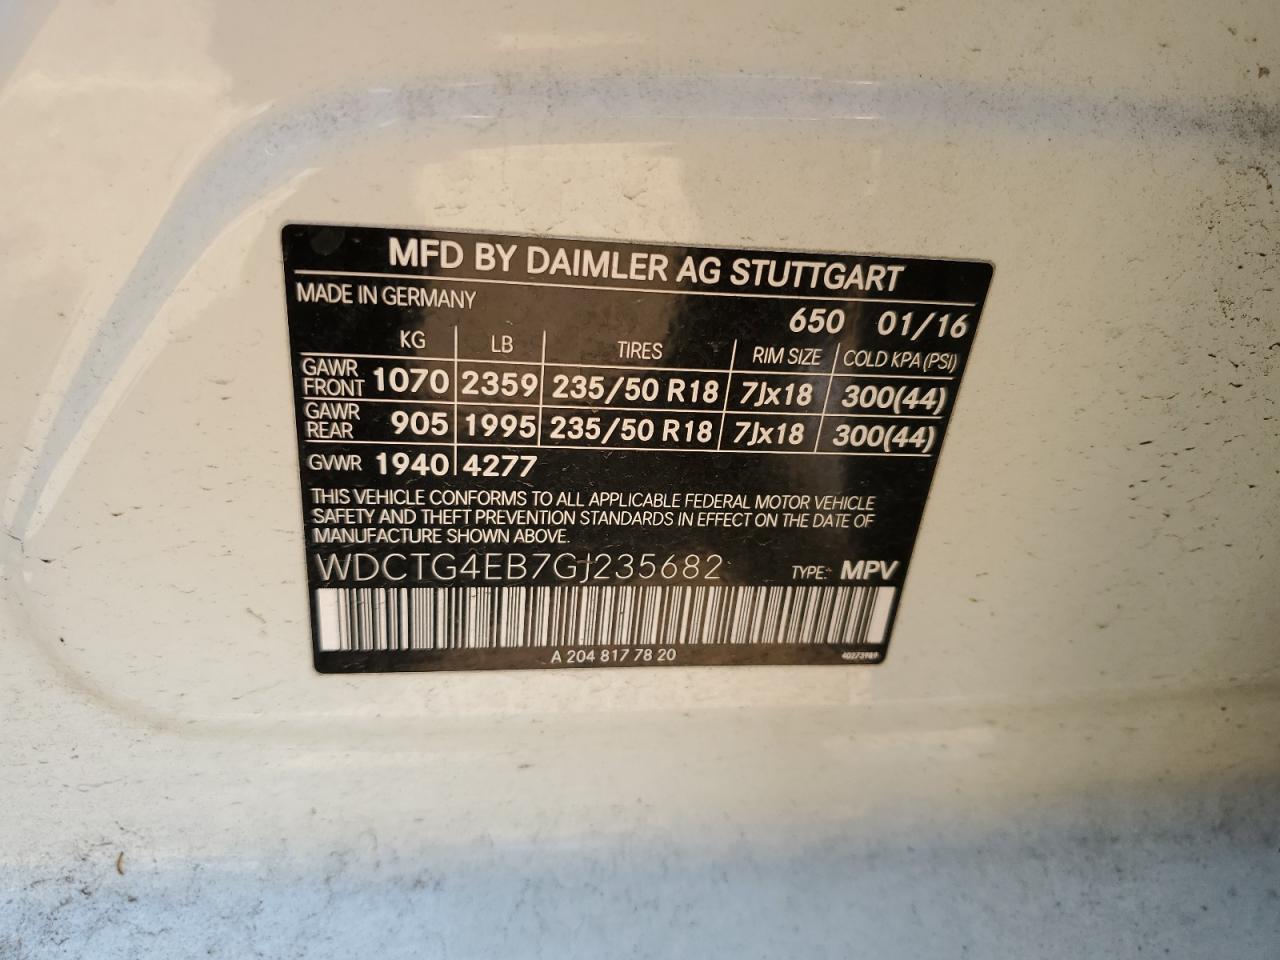 MFD BY DAIMLER AG STUTTGART
MADE IN GERMANY
650 01/16
KG LB TIRES RIM SIZE COLD KPA (PSI)
GAWR FRONT 1070 2359 235/50 R18 7Jx18 300(44)
GAWR REAR 905 1995 235/50 R18 7Jx18 300(44)
GVWR 1940 4277
THIS VEHICLE CONFORMS TO ALL APPLICABLE FEDERAL MOTOR VEHICLE
SAFETY AND THEFT PREVENTION STANDARDS IN EFFECT ON THE DATE OF
MANUFACTURE SHOWN ABOVE.
WDCTG4EB7GJ235682 TYPE: MPV
A 204 817 78 20 40273989